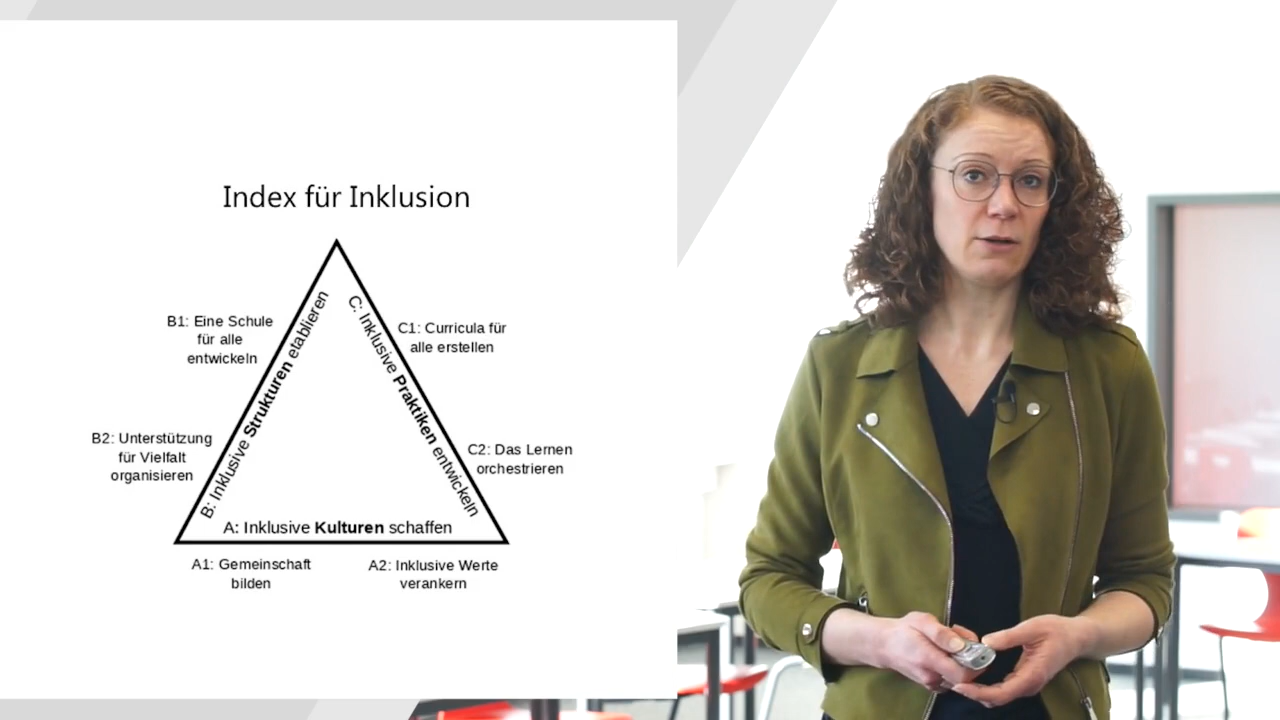 Index für Inklusion
B1: Eine Schule
für alle
entwickeln
B2: Unterstützung
für Vielfalt
organisieren
B: Inklusive Strukturen etablieren
C: Inklusive Praktiken entwickeln
C1: Curricula für
alle erstellen
C2: Das Lernen
orchestrieren
A: Inklusive Kulturen schaffen
A1: Gemeinschaft
bilden
A2: Inklusive Werte
verankern